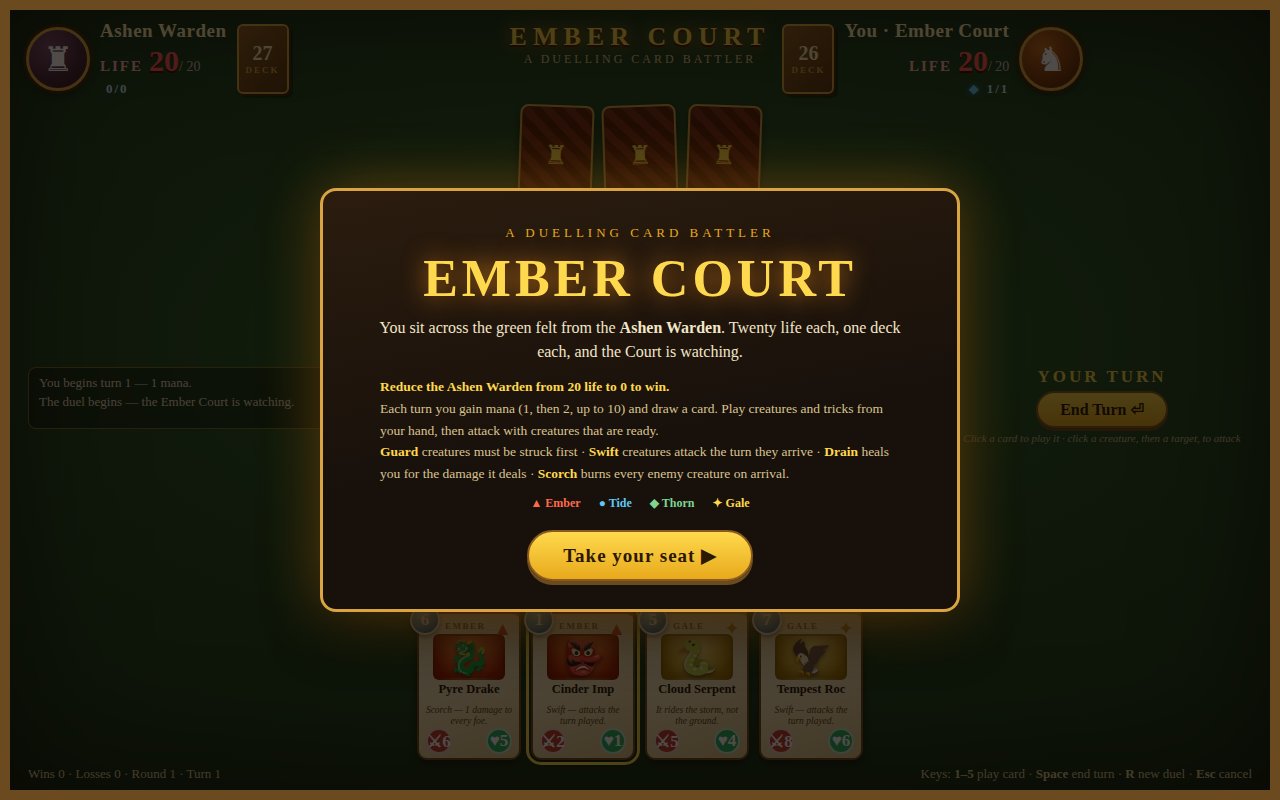 Ashen Warden
LIFE 20 / 20
0/0
27
DECK
EMBER COURT
A DUELLING CARD BATTLER
26
DECK
You · Ember Court
LIFE 20 / 20
◆ 1/1
A DUELLING CARD BATTLER
EMBER COURT
You sit across the green felt from the Ashen Warden. Twenty life each, one deck
each, and the Court is watching.
Reduce the Ashen Warden from 20 life to 0 to win.
Each turn you gain mana (1, then 2, up to 10) and draw a card. Play creatures and tricks from
your hand, then attack with creatures that are ready.
Guard creatures must be struck first · Swift creatures attack the turn they arrive · Drain heals
you for the damage it deals · Scorch burns every enemy creature on arrival.
▲ Ember ● Tide ◆ Thorn ✦ Gale
Take your seat ▶
You begins turn 1 — 1 mana.
The duel begins — the Ember Court is watching.
YOUR TURN
End Turn ⏎
Click a card to play it · click a creature, then a target, to attack
6
EMBER ▲
Pyre Drake
Scorch — 1 damage to
every foe.
⚔6 ♥5
1
EMBER ▲
Cinder Imp
Swift — attacks the
turn played.
⚔2 ♥1
5
GALE ✦
Cloud Serpent
It rides the storm, not
the ground.
⚔5 ♥4
7
GALE ✦
Tempest Roc
Swift — attacks the
turn played.
⚔8 ♥6
Wins 0 · Losses 0 · Round 1 · Turn 1
Keys: 1–5 play card · Space end turn · R new duel · Esc cancel